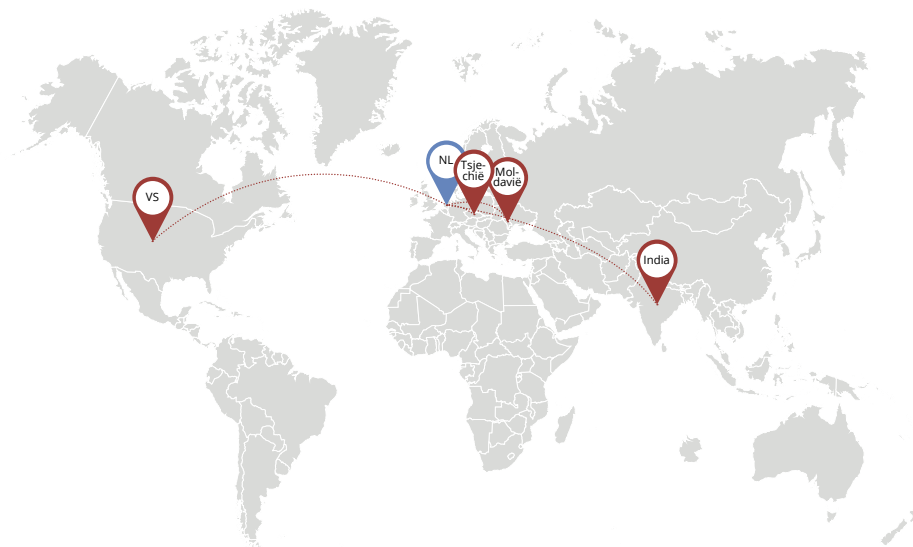 VS
NL
Tsje-
chië
Mol-
davië
India